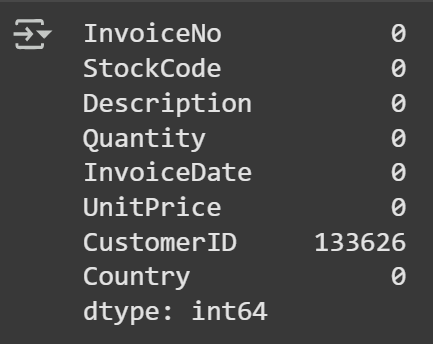 InvoiceNo 0
StockCode 0
Description 0
Quantity 0
InvoiceDate 0
UnitPrice 0
CustomerID 133626
Country 0
dtype: int64